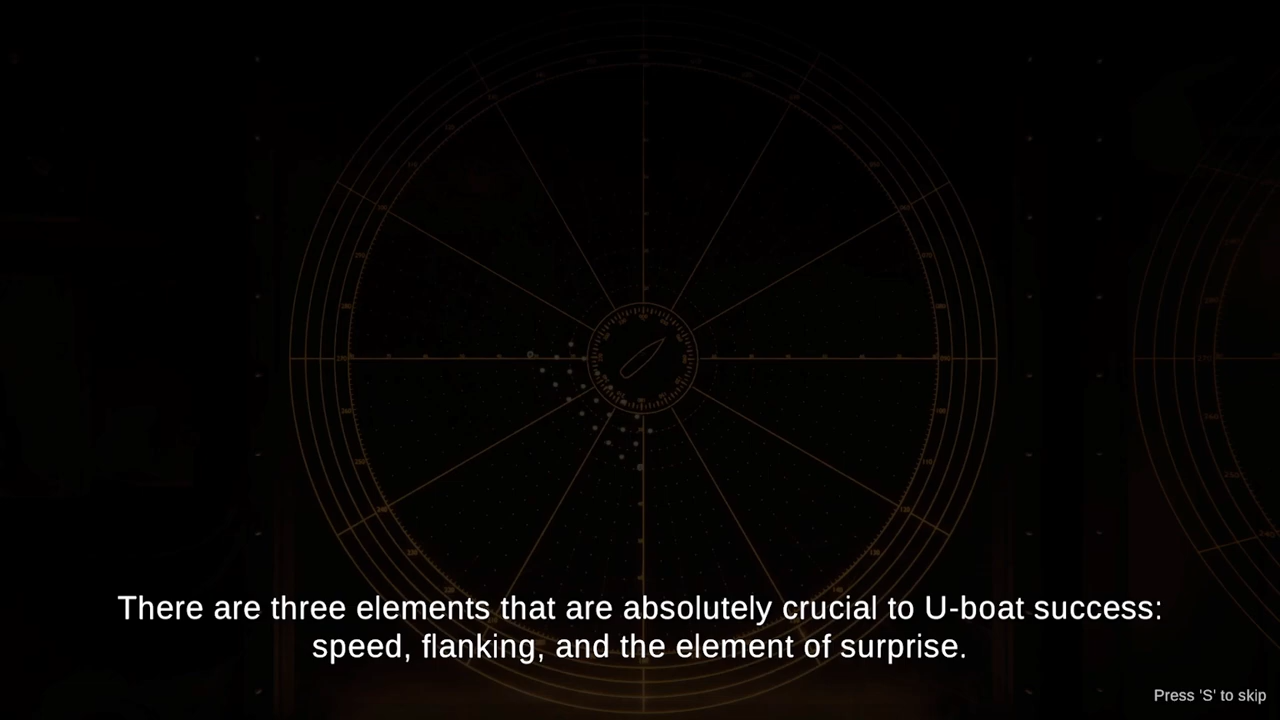 There are three elements that are absolutely crucial to U-boat success:
speed, flanking, and the element of surprise.
Press 'S' to skip